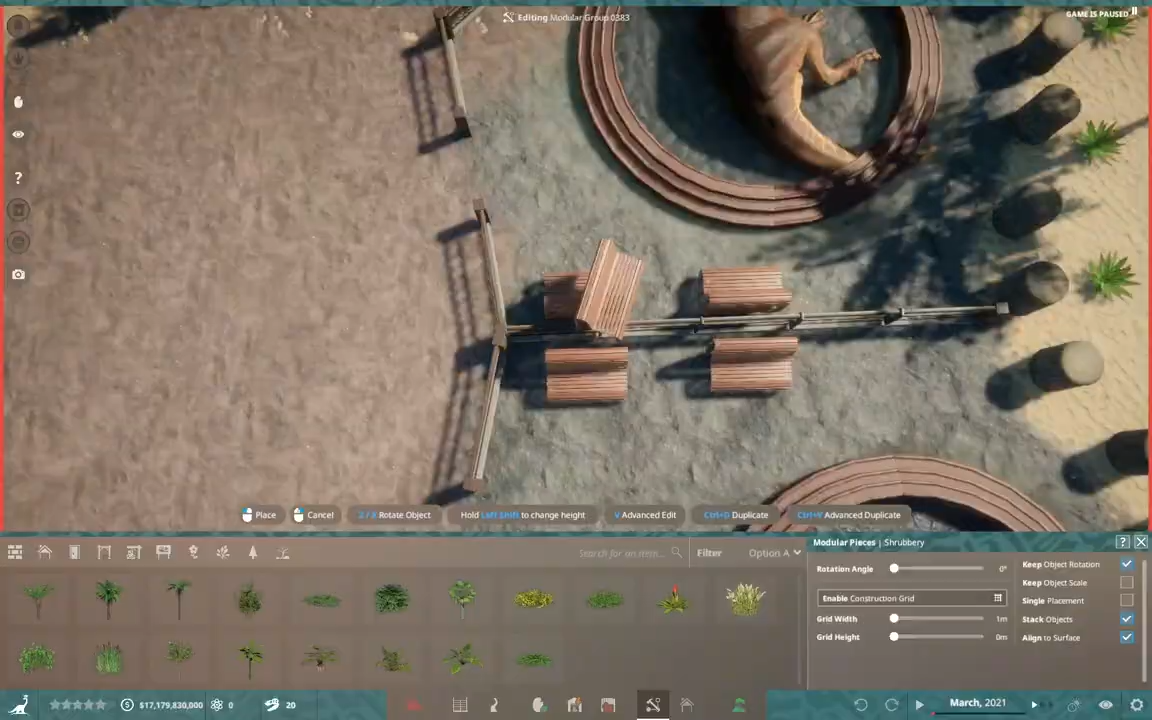 Editing Modular Group 0383
GAME IS PAUSED
?
Place
Cancel
Z / X Rotate Object
Hold Left Shift to change height
V Advanced Edit
Ctrl+D Duplicate
Ctrl+Y Advanced Duplicate
Search for an item...
Filter
Option A
Modular Pieces | Shrubbery
?
Rotation Angle
0°
Keep Object Rotation
Keep Object Scale
Enable Construction Grid
Single Placement
Grid Width
1m
Stack Objects
Grid Height
0m
Align to Surface
$17,179,830,000
0
20
March, 2021